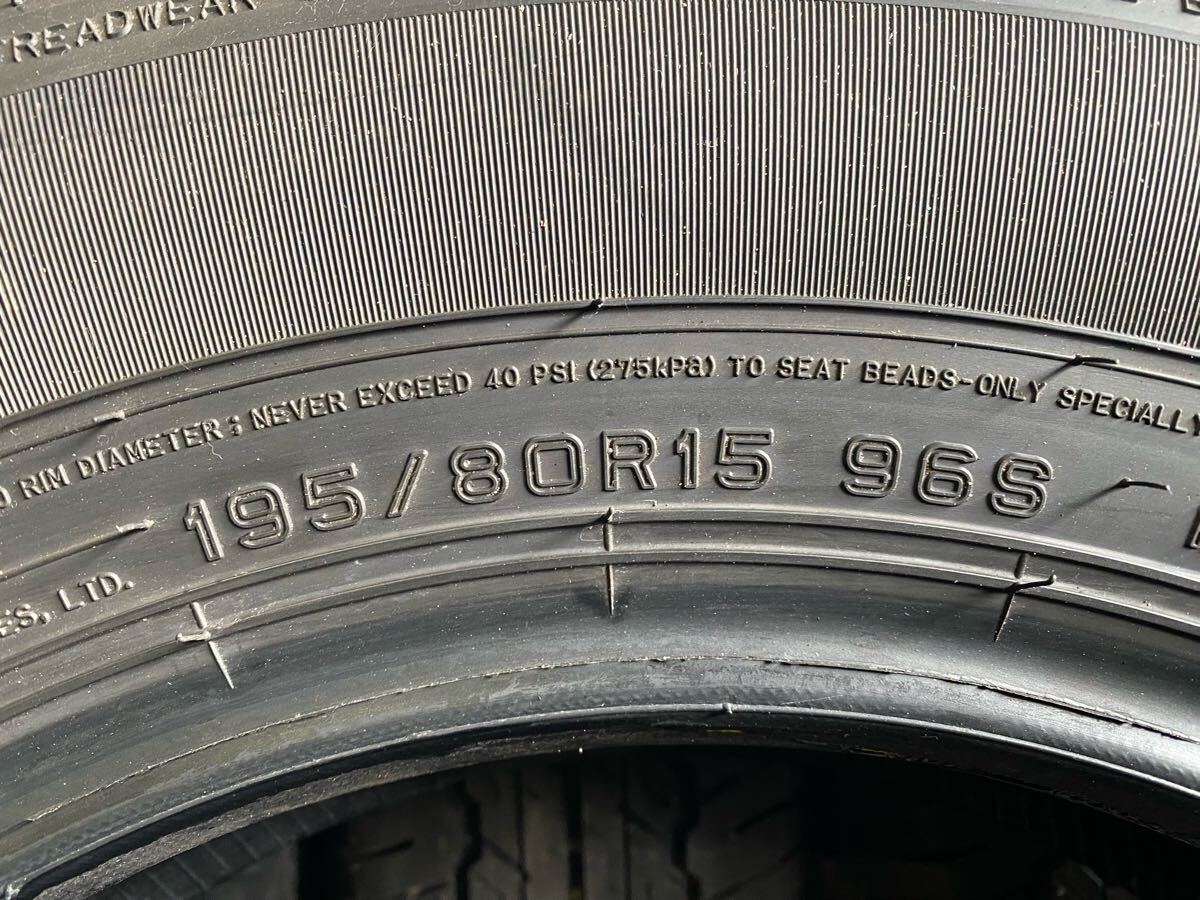 TREADWEAR
RIM DIAMETER: NEVER EXCEED 40 PSI (275kPa) TO SEAT BEADS-ONLY SPECIALLY
195/80R15 96S
LTD.